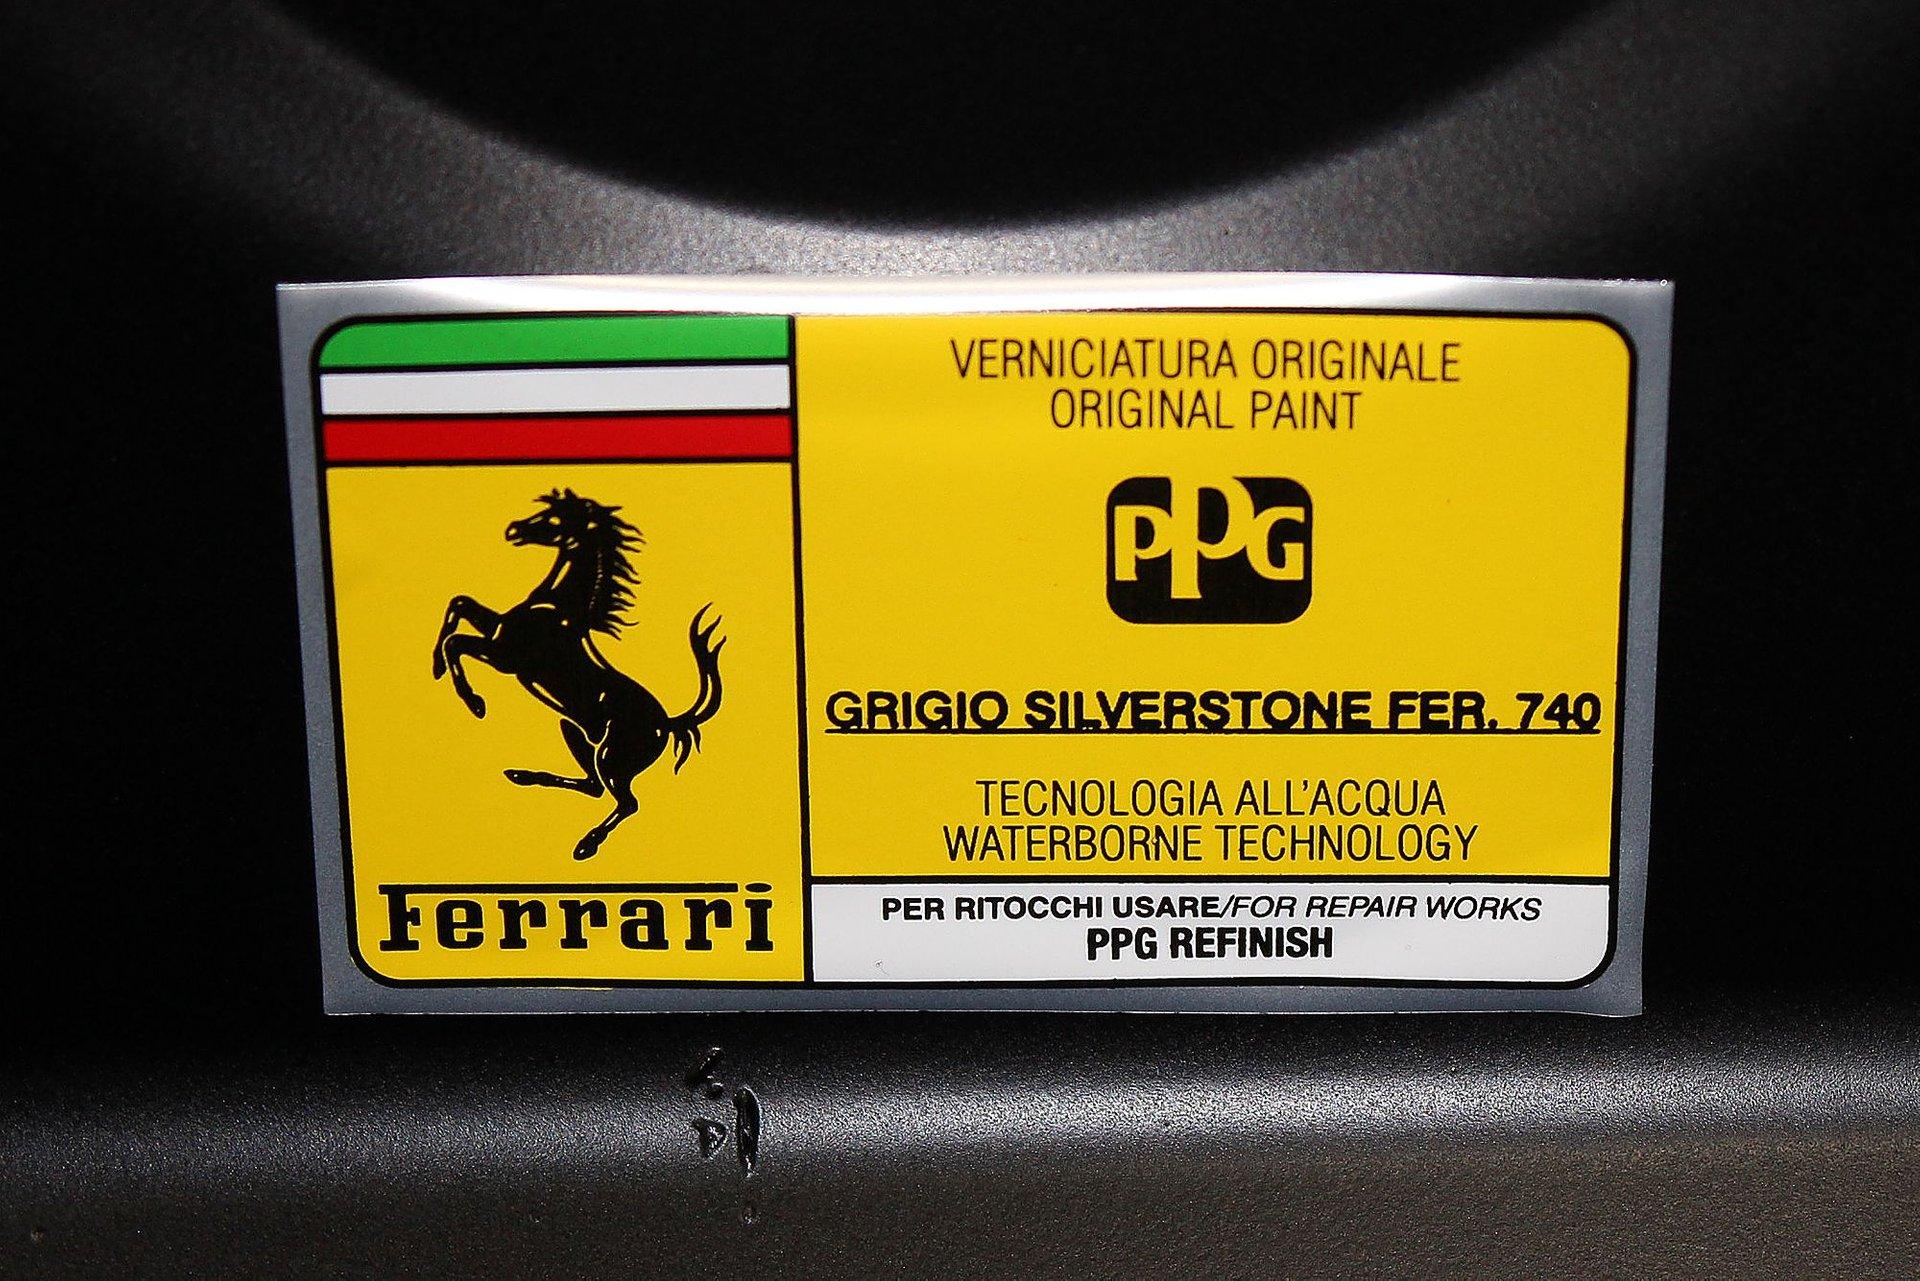 Ferrari
VERNICIATURA ORIGINALE
ORIGINAL PAINT
PPG
GRIGIO SILVERSTONE FER. 740
TECNOLOGIA ALL'ACQUA
WATERBORNE TECHNOLOGY
PER RITOCCHI USARE/FOR REPAIR WORKS
PPG REFINISH